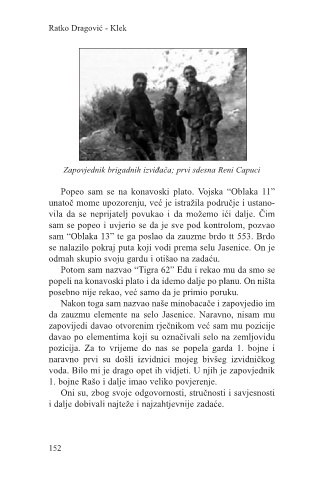 Ratko Dragović - Klek
Zapovjednik brigadnih izviđača; prvi sdesna Reni Capuci
Popeo sam se na konavoski plato. Vojska “Oblaka 11”
unatoč mome upozorenju, već je istražila područje i ustano-
vila da se neprijatelj povukao i da možemo ići dalje. Čim
sam se popeo i uvjerio se da je sve pod kontrolom, pozvao
sam “Oblaka 13” te ga poslao da zauzme brdo tt 553. Brdo
se nalazilo pokraj puta koji vodi prema selu Jasenice. On je
odmah skupio svoju gardu i otišao na zadaću.
Potom sam nazvao “Tigra 62” Edu i rekao mu da smo se
popeli na konavoski plato i da idemo dalje po planu. On ništa
posebno nije rekao, već samo da je primio poruku.
Nakon toga sam nazvao naše minobacače i zapovjedio im
da zauzmu elemente na selo Jasenice. Naravno, nisam mu
zapovijedi davao otvorenim rječnikom već sam mu pozicije
davao po elementima koji su označivali selo na zemljovidu
pozicija. Za to vrijeme do nas se popela garda 1. bojne i
naravno prvi su došli izvidnici mojeg bivšeg izvidničkog
voda. Bilo mi je drago opet ih vidjeti. U njih je zapovjednik
1. bojne Rašo i dalje imao veliko povjerenje.
Oni su, zbog svoje odgovornosti, stručnosti i savjesnosti
i dalje dobivali najteže i najzahtjevnije zadaće.
152